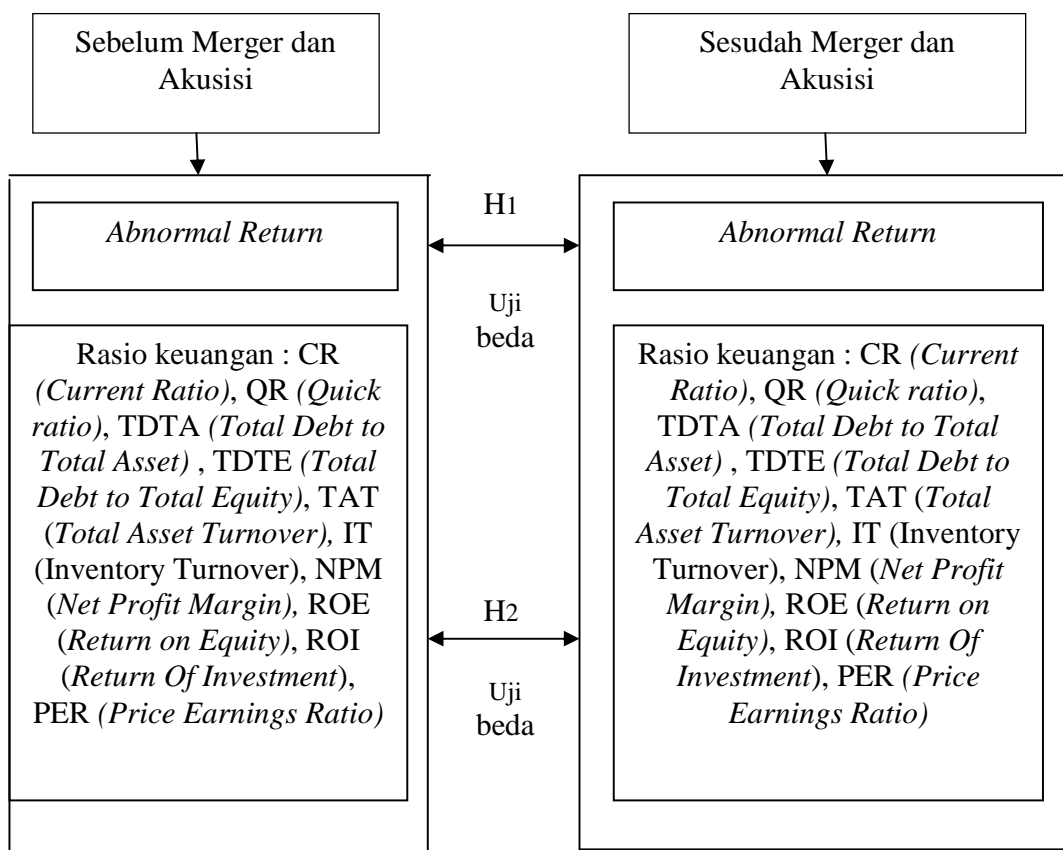 Sebelum Merger dan
Akusisi
Sesudah Merger dan
Akusisi
Abnormal Return
H1
Uji
beda
Abnormal Return
Rasio keuangan : CR
(Current Ratio), QR (Quick
ratio), TDTA (Total Debt to
Total Asset) , TDTE (Total
Debt to Total Equity), TAT
(Total Asset Turnover), IT
(Inventory Turnover), NPM
(Net Profit Margin), ROE
(Return on Equity), ROI
(Return Of Investment),
PER (Price Earnings Ratio)
H2
Uji
beda
Rasio keuangan : CR (Current
Ratio), QR (Quick ratio),
TDTA (Total Debt to Total
Asset) , TDTE (Total Debt to
Total Equity), TAT (Total
Asset Turnover), IT (Inventory
Turnover), NPM (Net Profit
Margin), ROE (Return on
Equity), ROI (Return Of
Investment), PER (Price
Earnings Ratio)